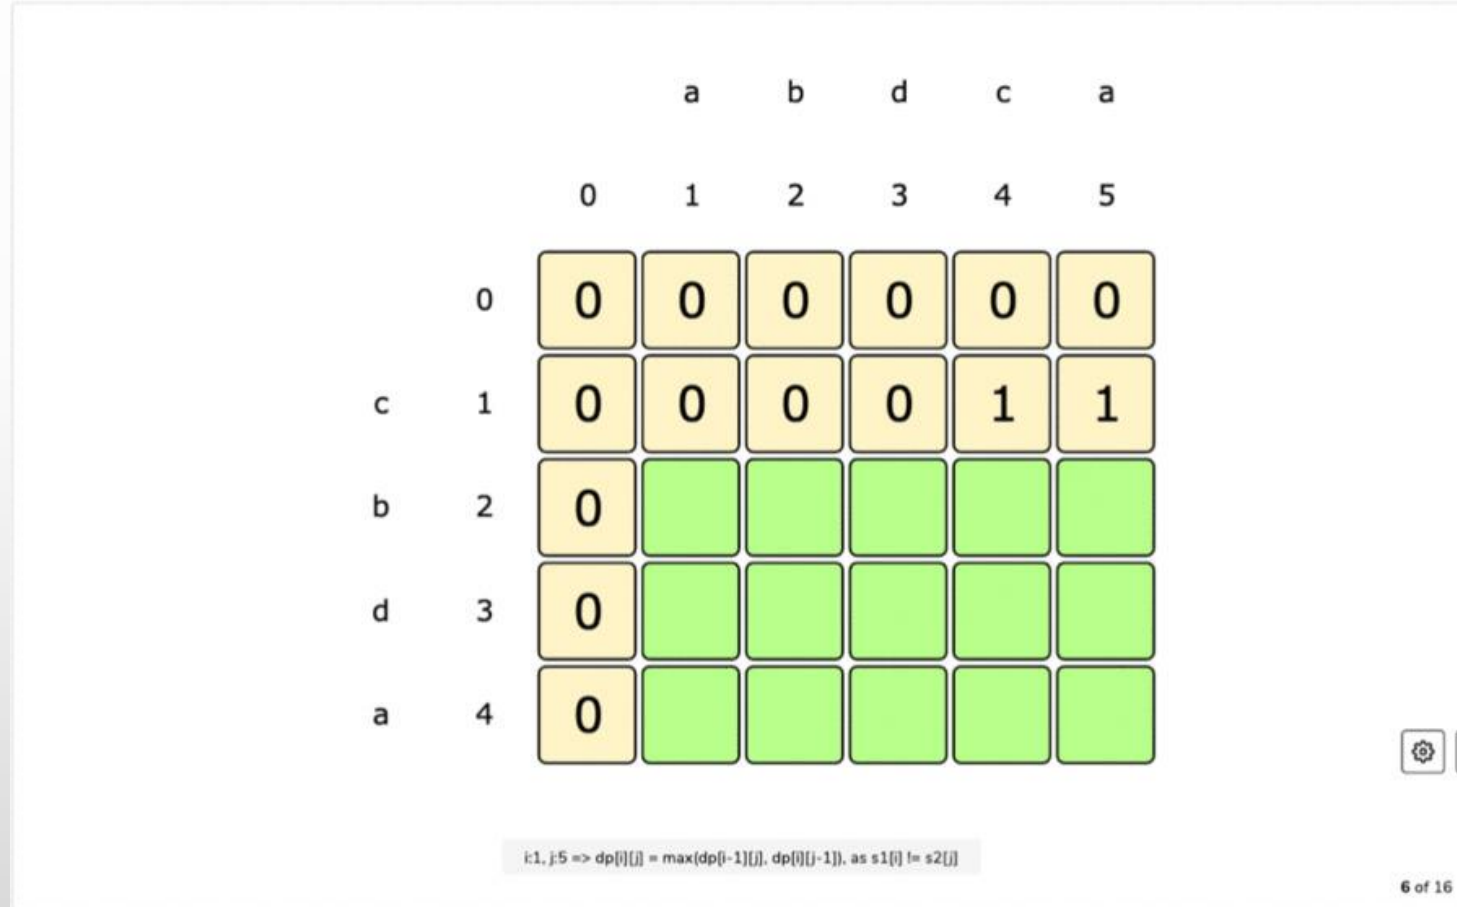 a b d c a
0 1 2 3 4 5
0 0 0 0 0 0 0
c 1 0 0 0 0 1 1
b 2 0
d 3 0
a 4 0
i:1, j:5 => dp[i][j] = max(dp[i-1][j], dp[i][j-1]), as s1[i] != s2[j]
6 of 16